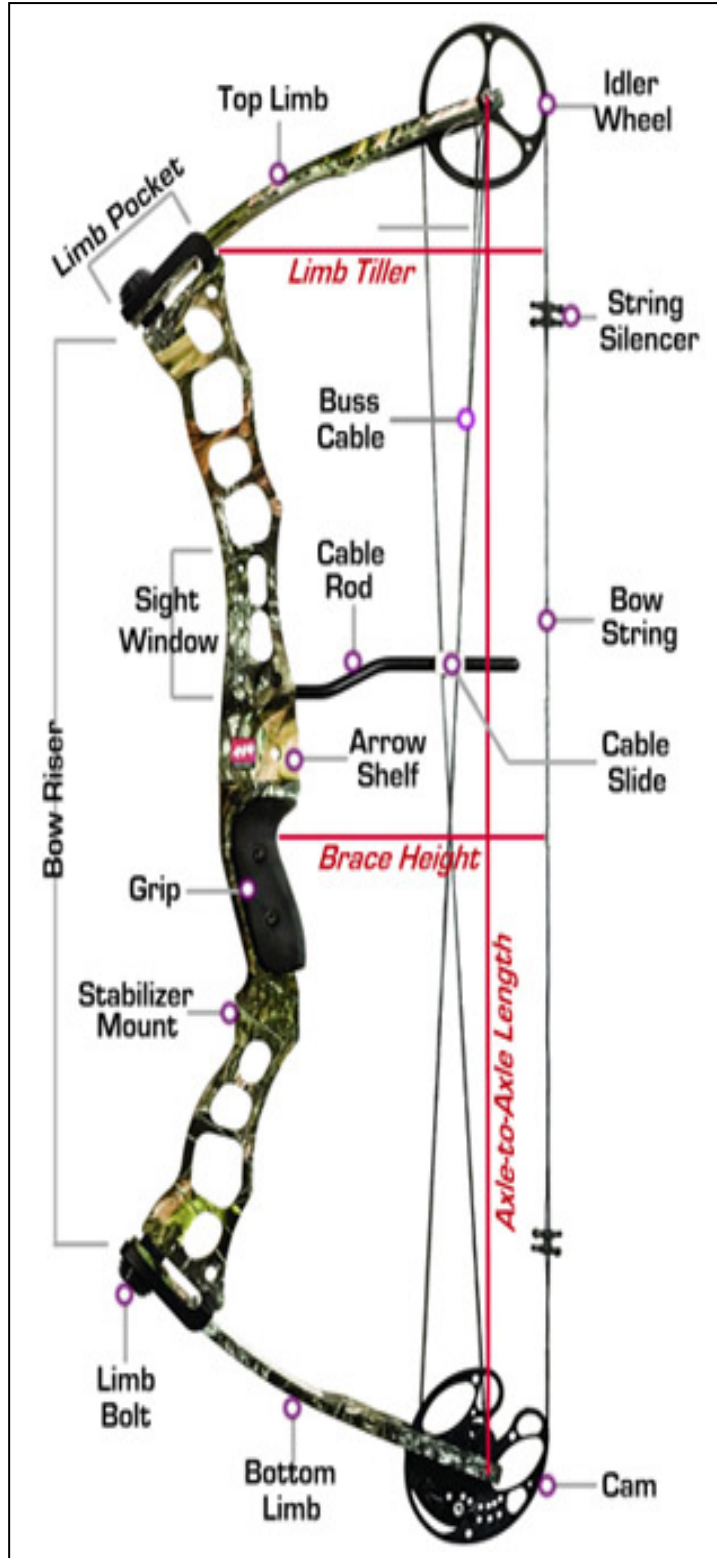 Top Limb
Idler
Wheel
Limb Pocket
Limb Tiller
String
Silencer
Buss
Cable
Cable
Rod
Sight
Window
Bow
String
Arrow
Shelf
Cable
Slide
Bow Riser
Brace Height
Grip
Stabilizer
Mount
Axle-to-Axle Length
Limb
Bolt
Bottom
Limb
Cam